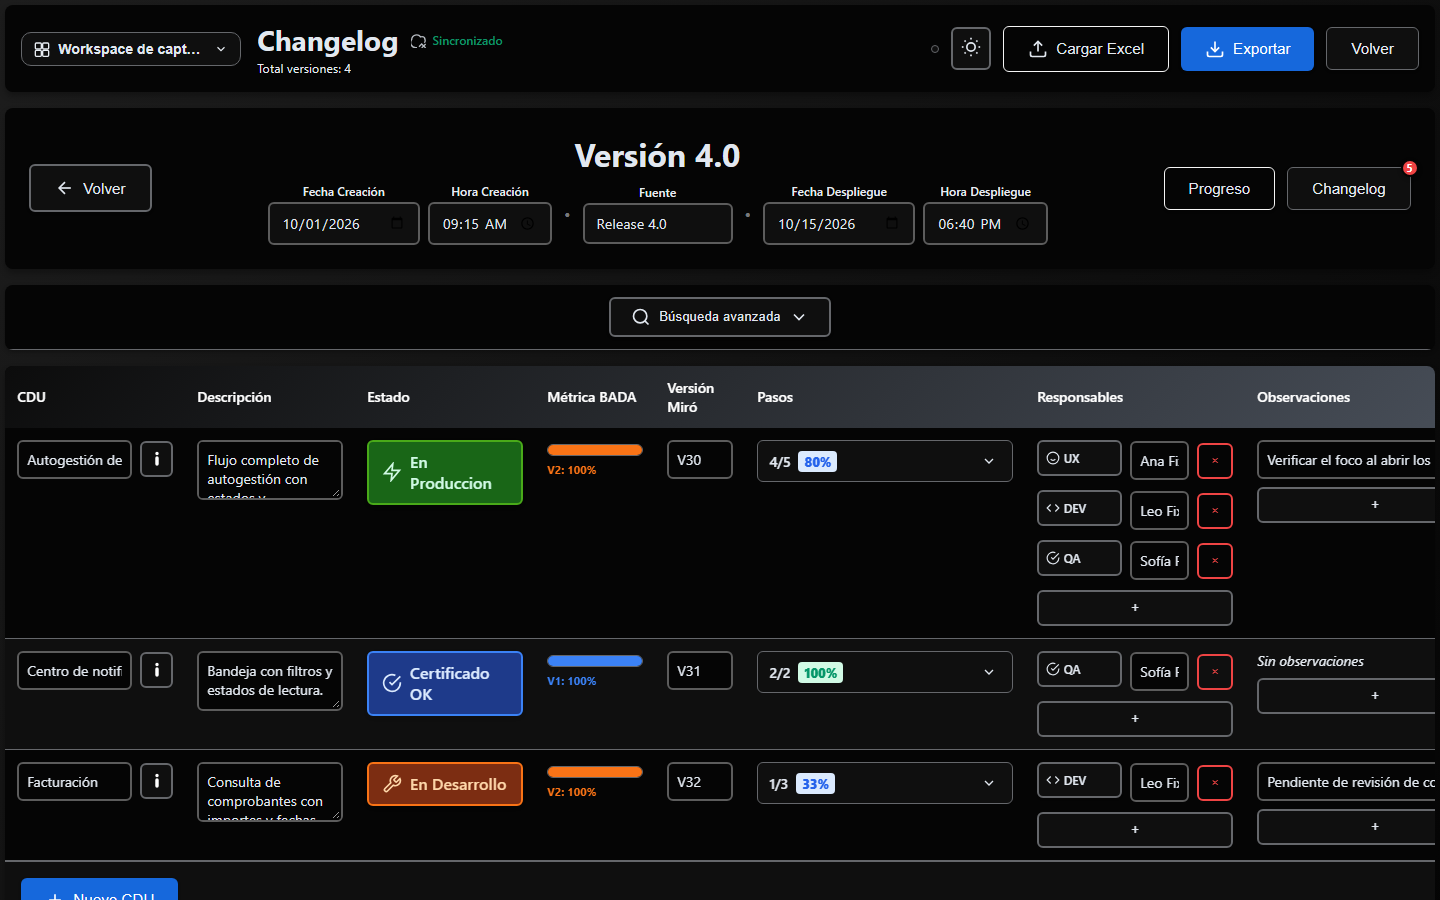 Workspace de capt...
Changelog
Sincronizado
Total versiones: 4
Cargar Excel
Exportar
Volver
Volver
Versión 4.0
Fecha Creación
Hora Creación
Fuente
Fecha Despliegue
Hora Despliegue
10/01/2026
09:15 AM
Release 4.0
10/15/2026
06:40 PM
Progreso
Changelog
5
Búsqueda avanzada
CDU
Descripción
Estado
Métrica BADA
Versión Miró
Pasos
Responsables
Observaciones
Autogestión de
Flujo completo de
autogestión con
estados y
En
Produccion
V2: 100%
V30
4/5 80%
UX
Ana Fi
×
DEV
Leo Fi
×
QA
Sofía
×
+
Verificar el foco al abrir los
+
Centro de notif
Bandeja con filtros y
estados de lectura.
Certificado
OK
V1: 100%
V31
2/2 100%
QA
Sofía
×
+
Sin observaciones
+
Facturación
Consulta de
comprobantes con
importes y fechas
En Desarrollo
V2: 100%
V32
1/3 33%
DEV
Leo Fi
×
+
Pendiente de revisión de co
+
+ Nuevo CDU